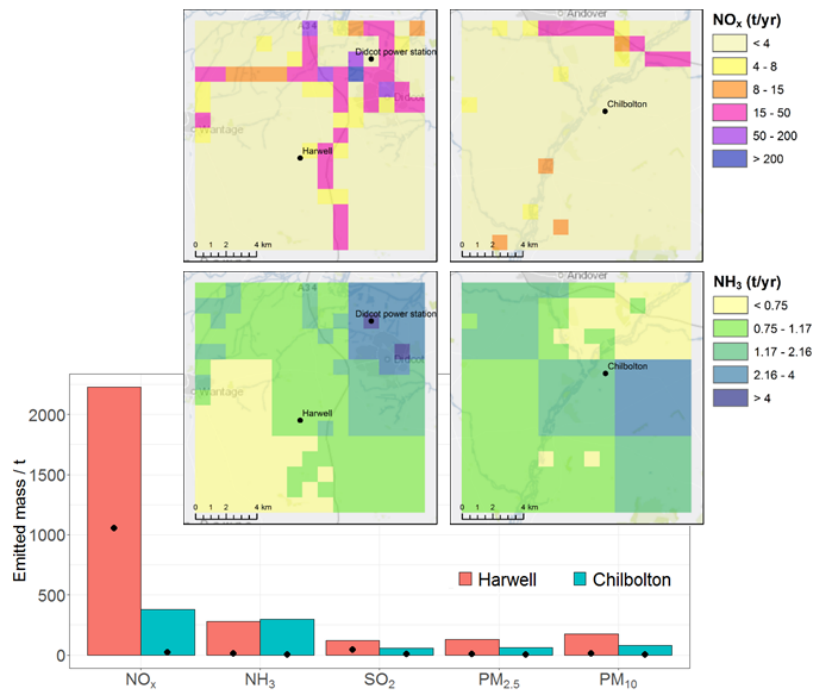 Andover
NOₓ (t/yr)
A34
Didcot power station
< 4
4 - 8
8 - 15
15 - 50
50 - 200
> 200
Didcot
Chilbolton
Wantage
Harwell
0 1 2 4 km
0 1 2 4 km
Andover
NH₃ (t/yr)
A34
Didcot power station
< 0.75
0.75 - 1.17
1.17 - 2.16
2.16 - 4
> 4
Didcot
Chilbolton
Wantage
Harwell
0 1 2 4 km
0 1 2 4 km
Emitted mass / t
2000
1500
1000
500
0
Harwell Chilbolton
NOₓ NH₃ SO₂ PM₂.₅ PM₁₀